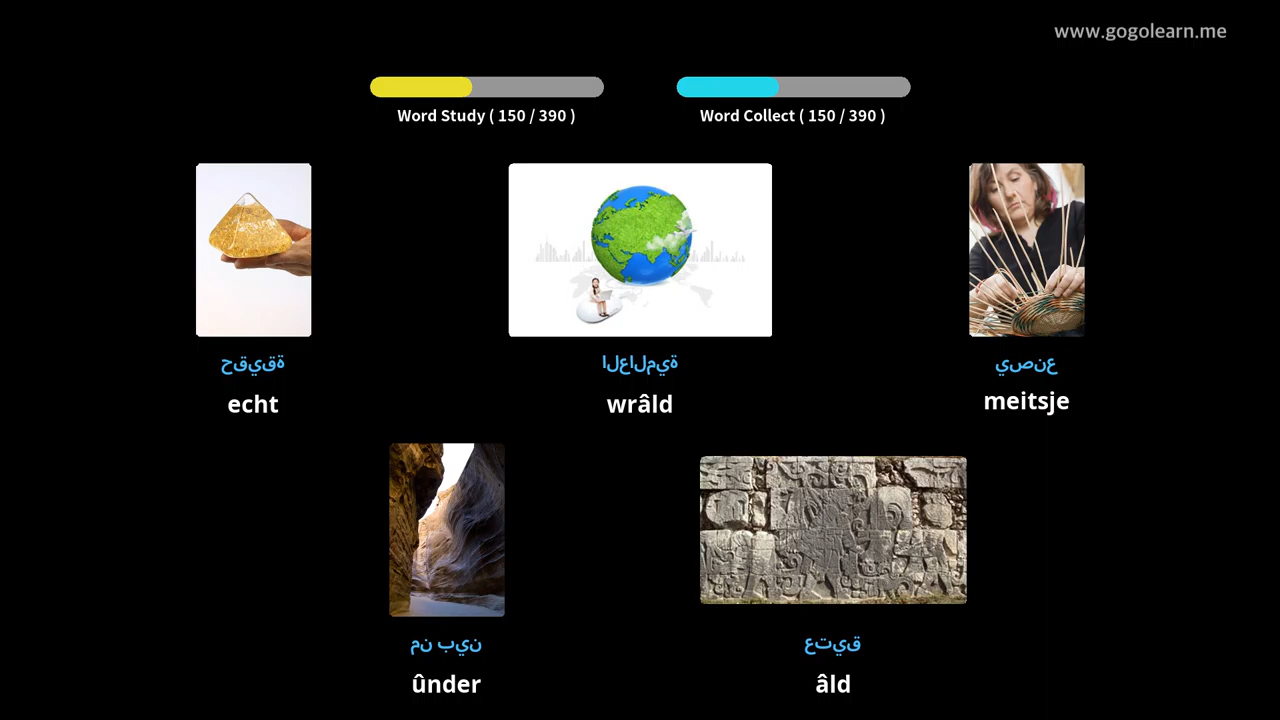 www.gogolearn.me
Word Study ( 150 / 390 )
Word Collect ( 150 / 390 )
حقيقة
echt
العالمية
wrâld
يصنع
meitsje
من بين
ûnder
عتيق
âld